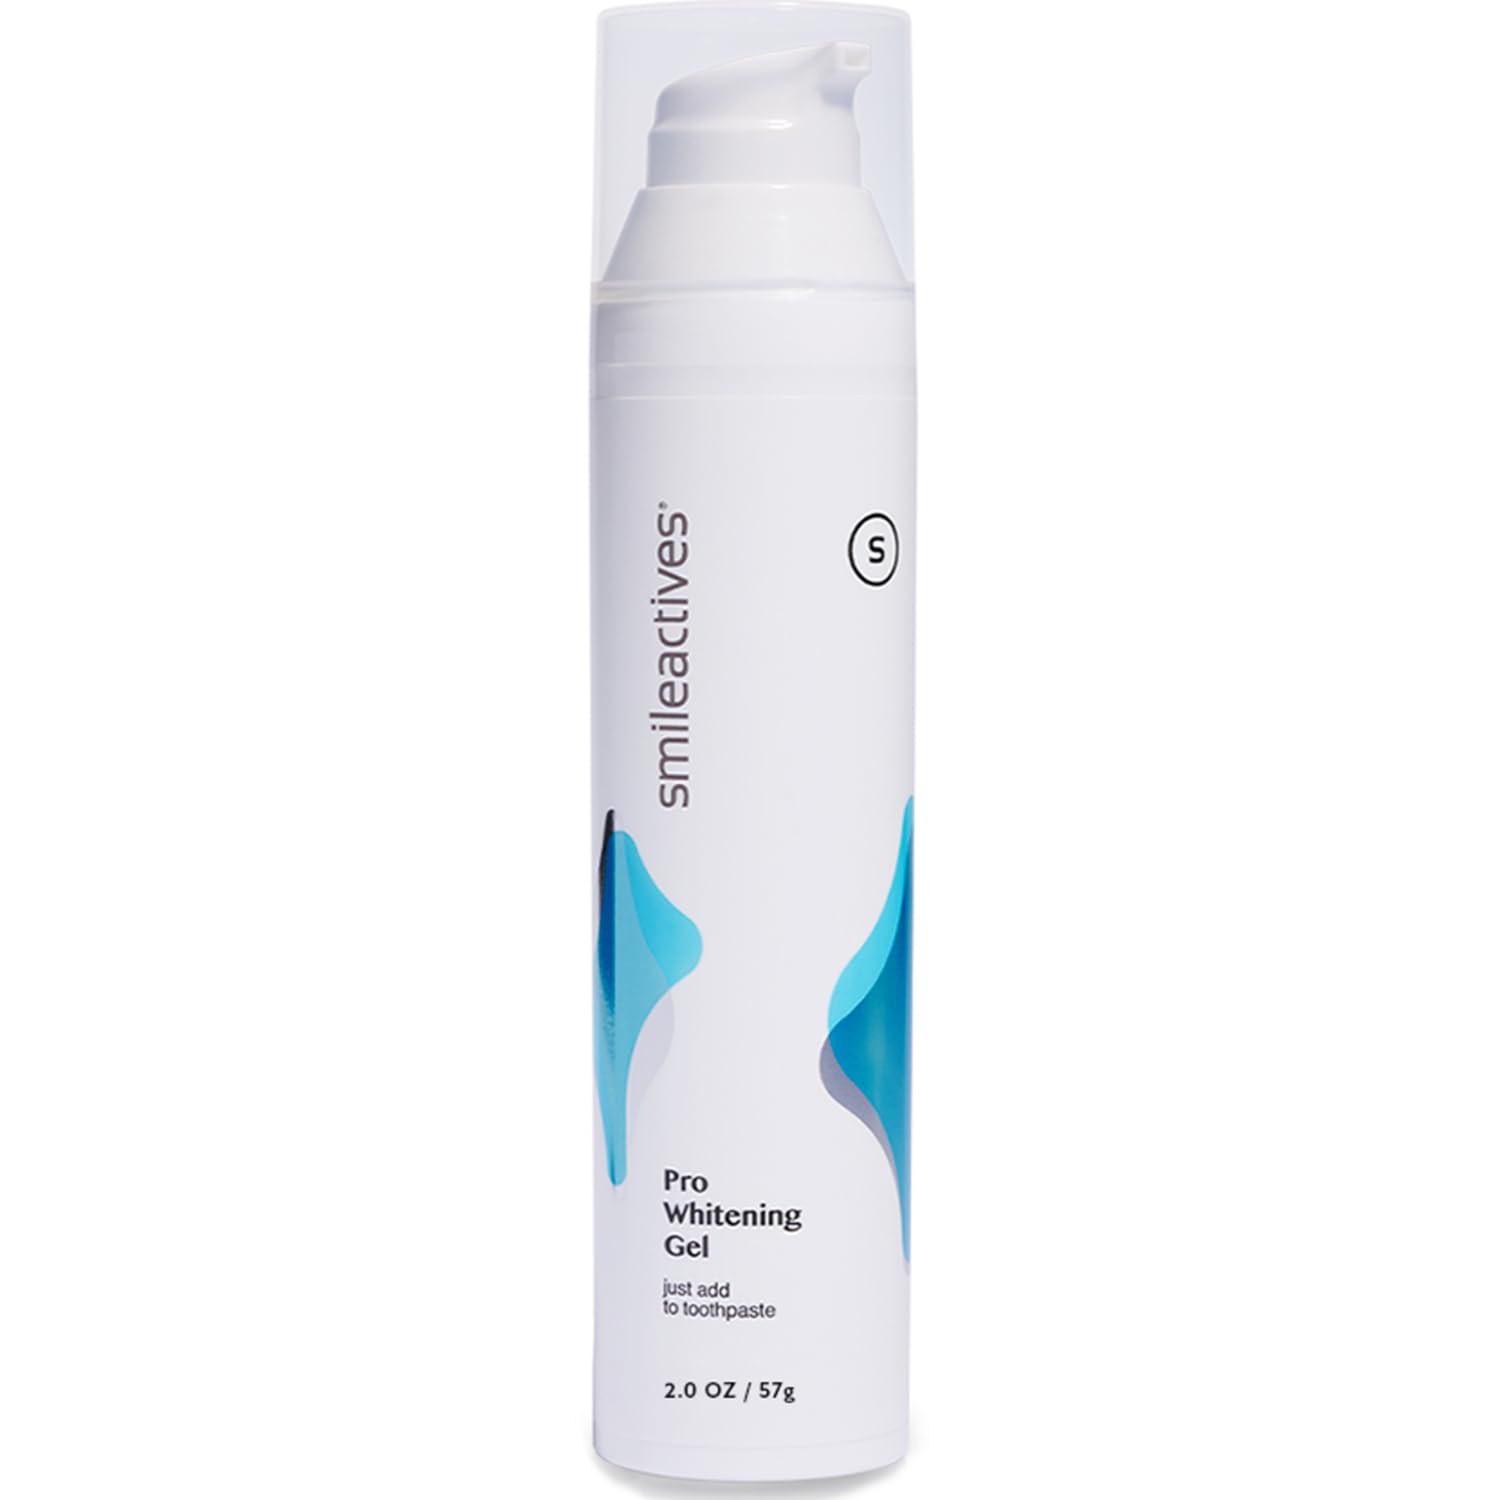 smileactives®
S
Pro
Whitening
Gel
just add
to toothpaste
2.0 OZ / 57g